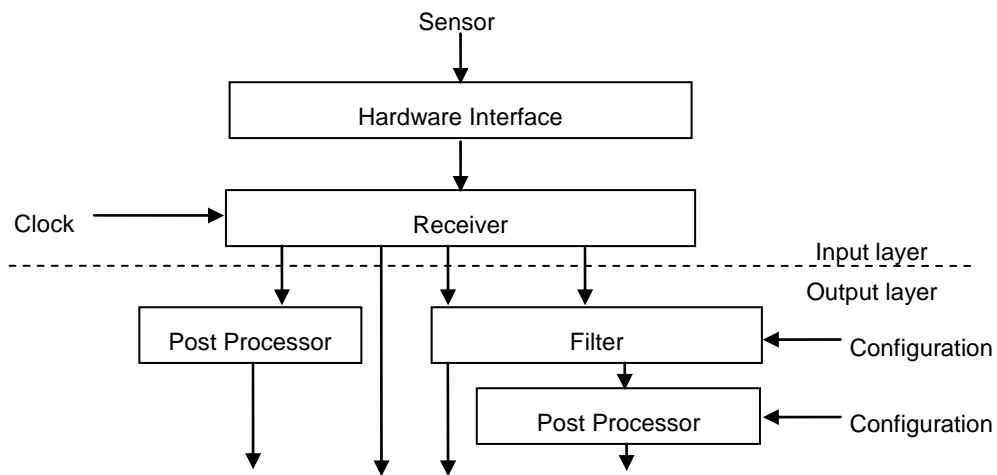 Sensor
Hardware Interface
Clock
Receiver
Input layer
Output layer
Post Processor
Filter
Configuration
Post Processor
Configuration